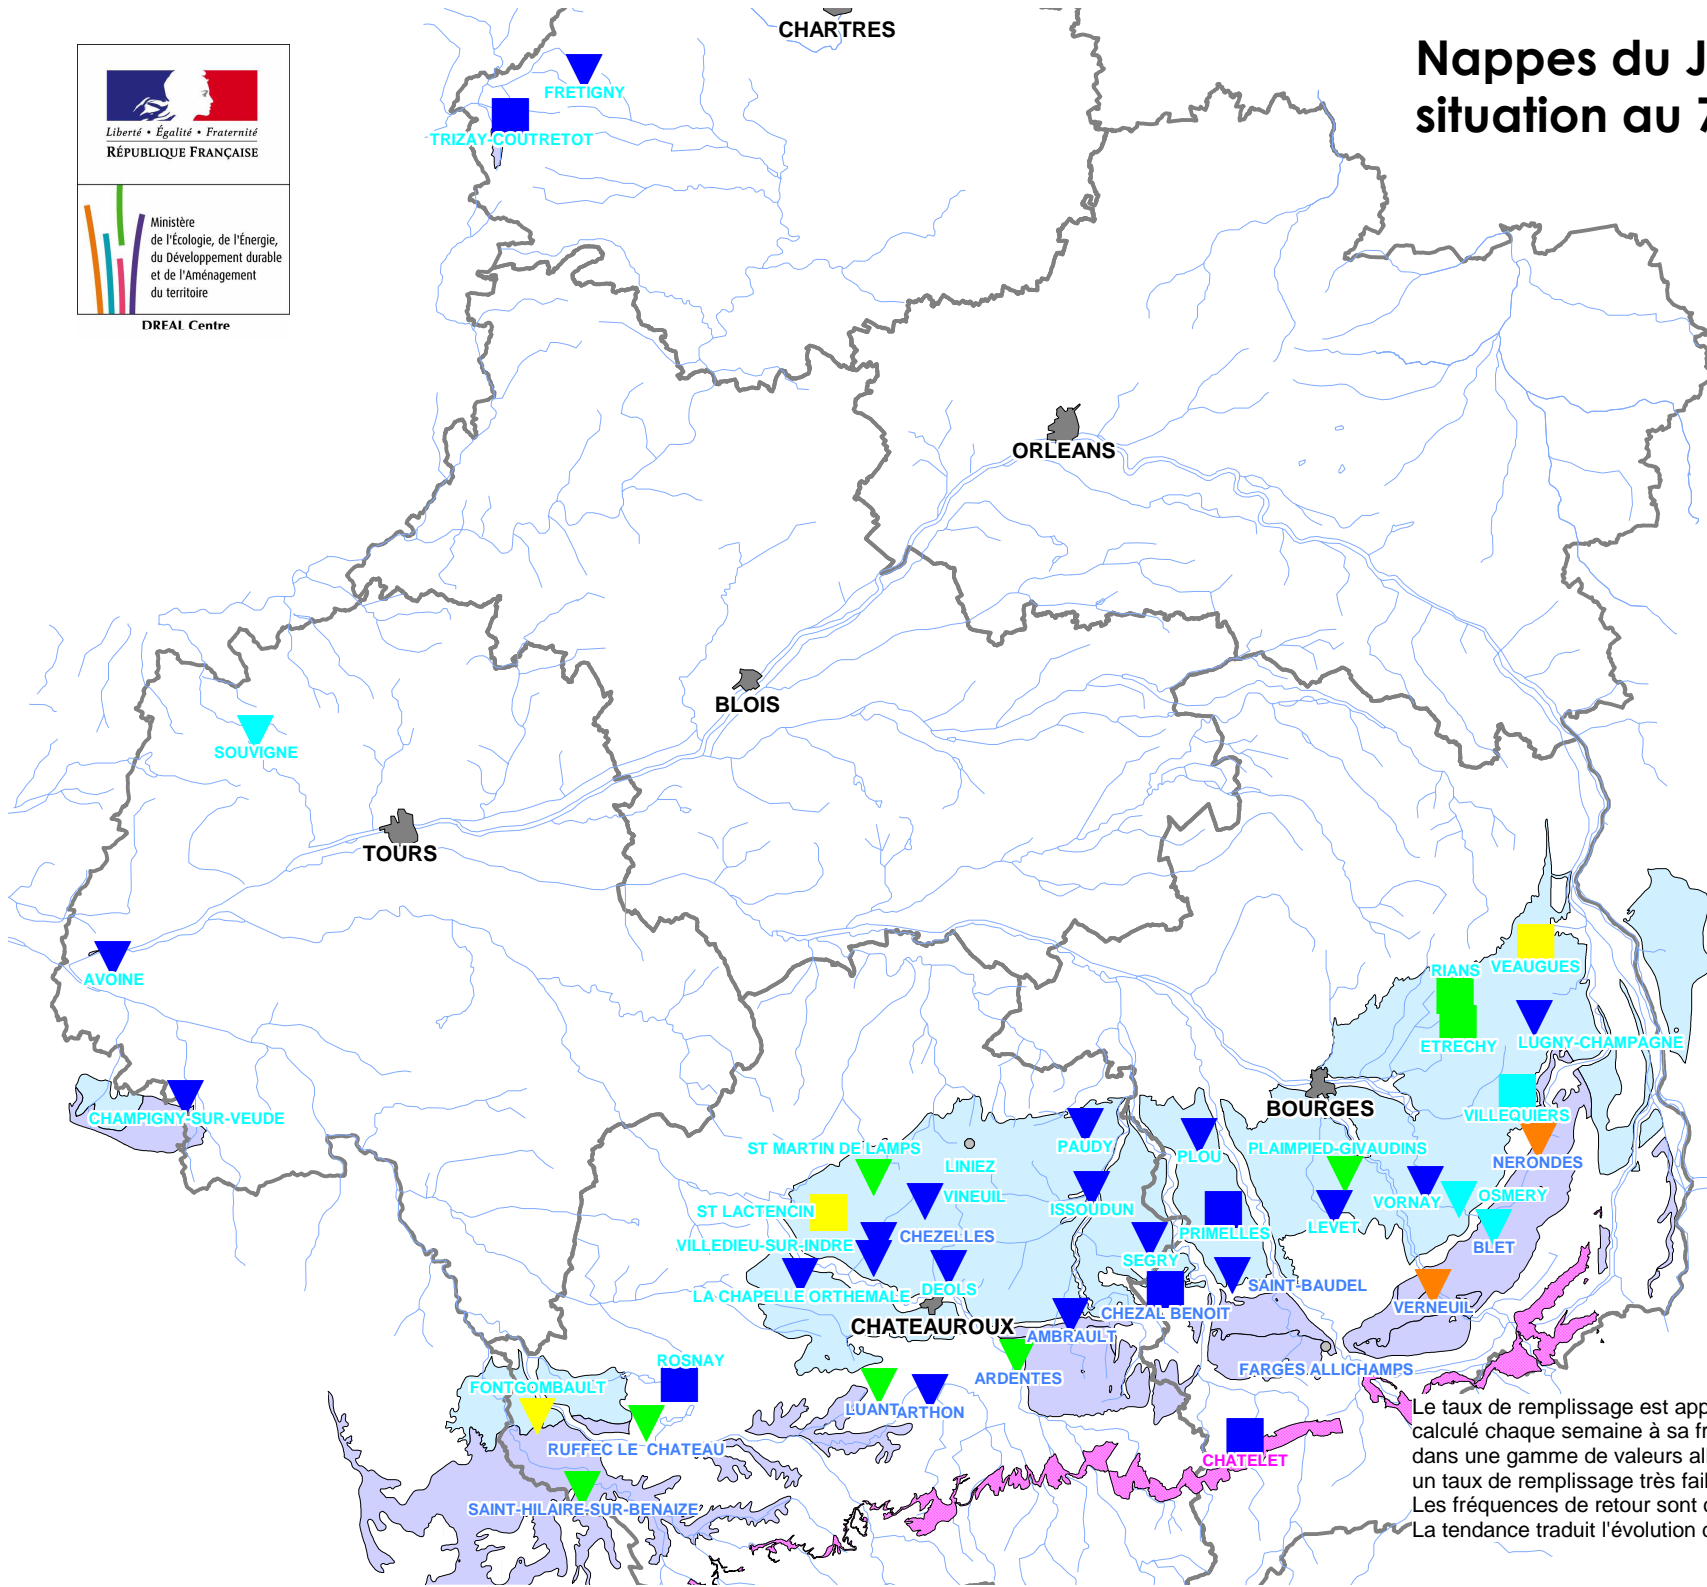 CHARTRES
Nappes du J
situation au 7
FRETIGNY
TRIZAY-COUTRETOT
Liberté • Égalité • Fraternité
RÉPUBLIQUE FRANÇAISE
Ministère
de l'Écologie, de l'Énergie,
du Développement durable
et de l'Aménagement
du territoire
DREAL Centre
ORLEANS
BLOIS
SOUVIGNE
TOURS
AVOINE
RIANS
VEAUGUES
ETRECHY
LUGNY-CHAMPAGNE
CHAMPIGNY-SUR-VEUDE
BOURGES
VILLEQUIERS
ST MARTIN DE LAMPS
PAUDY
PLOU
PLAIMPIED-GIVAUDINS
NERONDES
LINIEZ
VINEUIL
ISSOUDUN
VORNAY
OSMERY
ST LACTENCIN
PRIMELLES
LEVET
VILLEDIEU-SUR-INDRE
CHEZELLES
SEGRY
BLET
LA CHAPELLE ORTHEMALE
DEOLS
SAINT-BAUDEL
CHEZAL BENOIT
VERNEUIL
CHATEAUROUX
AMBRAULT
ROSNAY
ARDENTES
FARGES ALLICHAMPS
FONTGOMBAULT
LUANT
ARTHON
RUFFEC LE CHATEAU
CHATELET
SAINT-HILAIRE-SUR-BENAIZE
Le taux de remplissage est app
calculé chaque semaine à sa fr
dans une gamme de valeurs al
un taux de remplissage très fail
Les fréquences de retour sont
La tendance traduit l'évolution